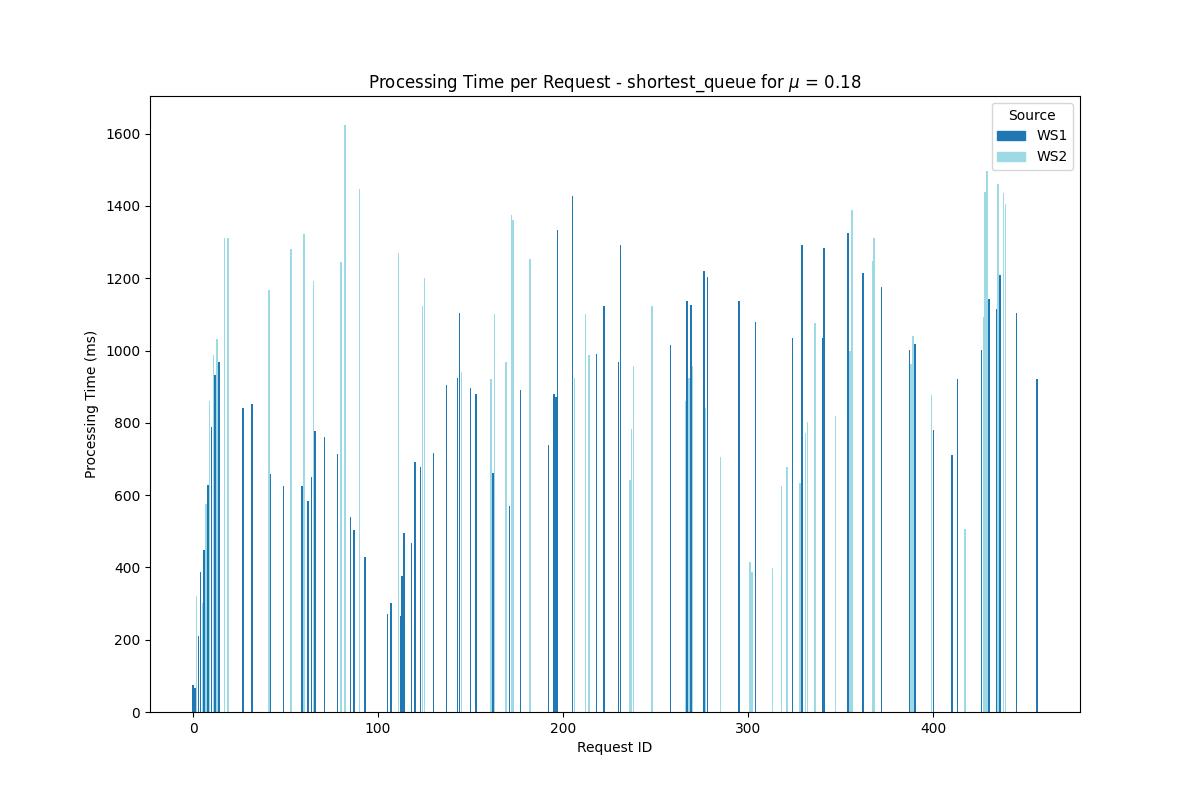 Processing Time per Request - shortest_queue for μ = 0.18
Source
WS1
WS2
Processing Time (ms)
1600
1400
1200
1000
800
600
400
200
0
0 100 200 300 400
Request ID